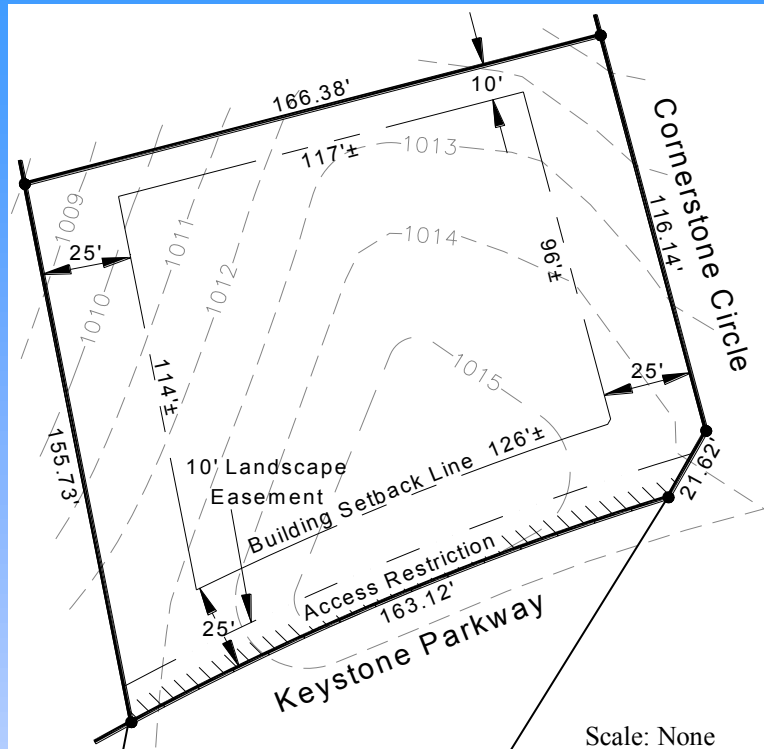 166.38'
10'
117'±
1013
1009
1011
1014
25'
1012
1010
96'±
Cornerstone Circle
116.14'
1015
25'
114'±
155.73'
126'±
10' Landscape
Easement
Building Setback Line
21.62'
Access Restriction
163.12'
25'
Keystone Parkway
Scale: None